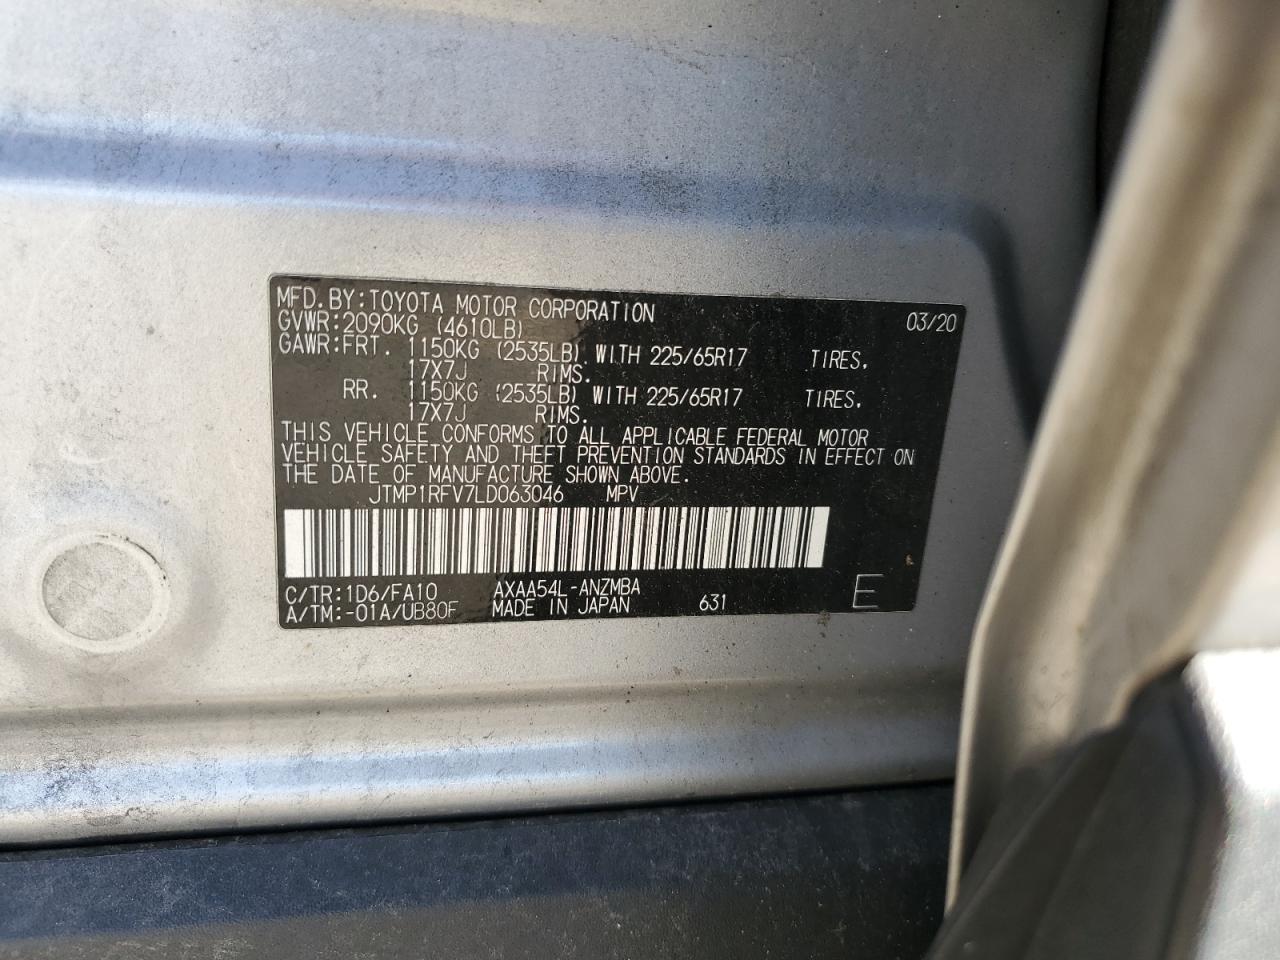 MFD.BY:TOYOTA MOTOR CORPORATION 03/20
GVWR:2090KG (4610LB)
GAWR:FRT. 1150KG (2535LB) WITH 225/65R17 TIRES,
17X7J RIMS.
RR. 1150KG (2535LB) WITH 225/65R17 TIRES,
17X7J RIMS.
THIS VEHICLE CONFORMS TO ALL APPLICABLE FEDERAL MOTOR
VEHICLE SAFETY AND THEFT PREVENTION STANDARDS IN EFFECT ON
THE DATE OF MANUFACTURE SHOWN ABOVE.
JTMP1RFV7LD063046 MPV
C/TR:1D6/FA10 AXAA54L-ANZMBA
A/TM:-01A/UB80F MADE IN JAPAN 631 E